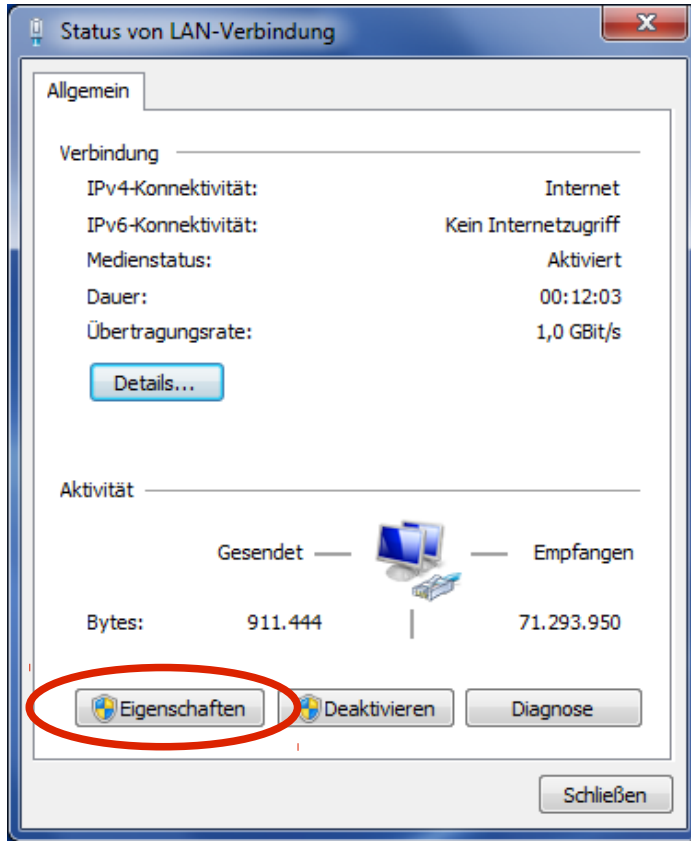 Status von LAN-Verbindung
Allgemein
Verbindung
IPv4-Konnektivität: Internet
IPv6-Konnektivität: Kein Internetzugriff
Medienstatus: Aktiviert
Dauer: 00:12:03
Übertragungsrate: 1,0 GBit/s
Details...
Aktivität
Gesendet Empfangen
Bytes: 911.444 71.293.950
Eigenschaften Deaktivieren Diagnose
Schließen